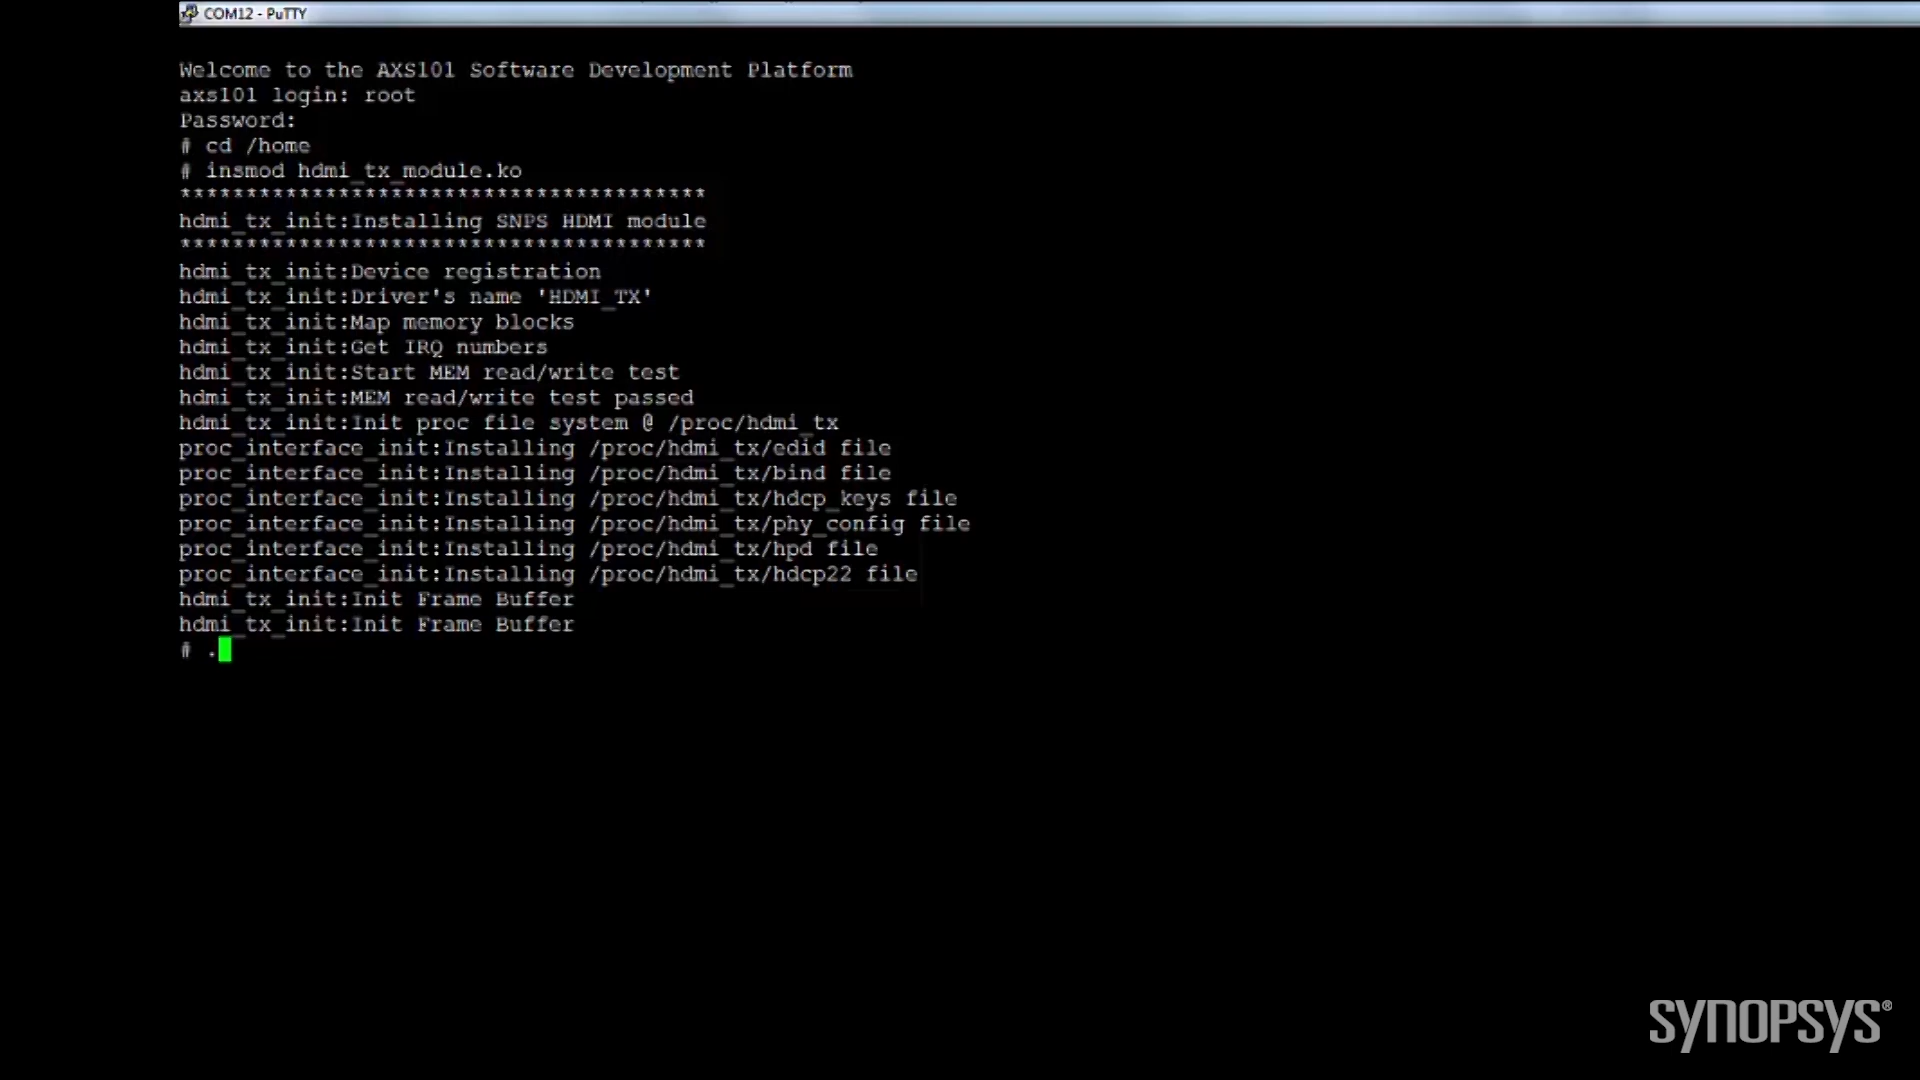 COM12 - PuTTY
Welcome to the AXS101 Software Development Platform
axs101 login: root
Password:
# cd /home
# insmod hdmi_tx_module.ko
****************************************
hdmi_tx_init:Installing SNPS HDMI module
****************************************
hdmi_tx_init:Device registration
hdmi_tx_init:Driver's name 'HDMI_TX'
hdmi_tx_init:Map memory blocks
hdmi_tx_init:Get IRQ numbers
hdmi_tx_init:Start MEM read/write test
hdmi_tx_init:MEM read/write test passed
hdmi_tx_init:Init proc file system @ /proc/hdmi_tx
proc_interface_init:Installing /proc/hdmi_tx/edid file
proc_interface_init:Installing /proc/hdmi_tx/bind file
proc_interface_init:Installing /proc/hdmi_tx/hdcp_keys file
proc_interface_init:Installing /proc/hdmi_tx/phy_config file
proc_interface_init:Installing /proc/hdmi_tx/hpd file
proc_interface_init:Installing /proc/hdmi_tx/hdcp22 file
hdmi_tx_init:Init Frame Buffer
hdmi_tx_init:Init Frame Buffer
# .
SYNOPSYS®